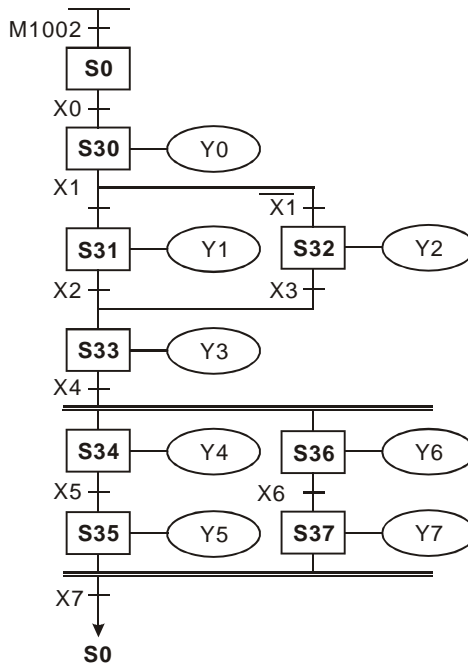 M1002
S0
X0
S30 Y0
X1 X1
S31 Y1 S32 Y2
X2 X3
S33 Y3
X4
S34 Y4 S36 Y6
X5 X6
S35 Y5 S37 Y7
X7
S0